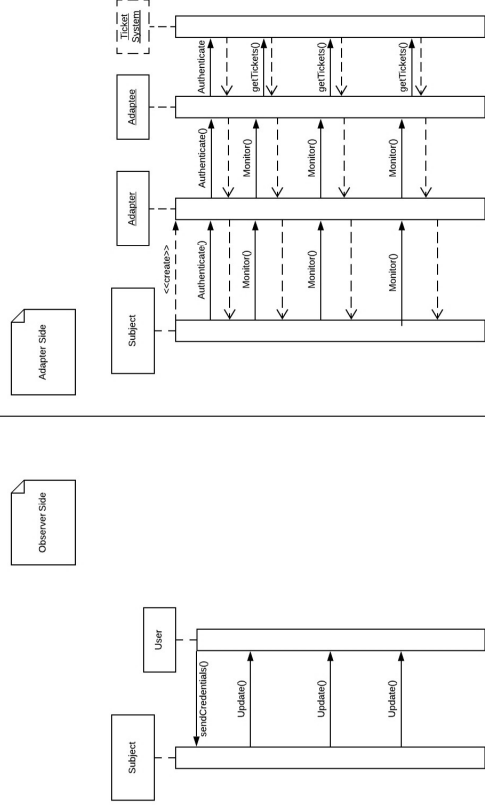 Observer Side
Adapter Side
Subject
User
Subject
Adapter
Adaptee
Ticket
System
<<create>>
sendCredentials()
Authenticate()
Authenticate()
Authenticate
Update()
Monitor()
Monitor()
getTickets()
Update()
Monitor()
Monitor()
getTickets()
Update()
Monitor()
Monitor()
getTickets()